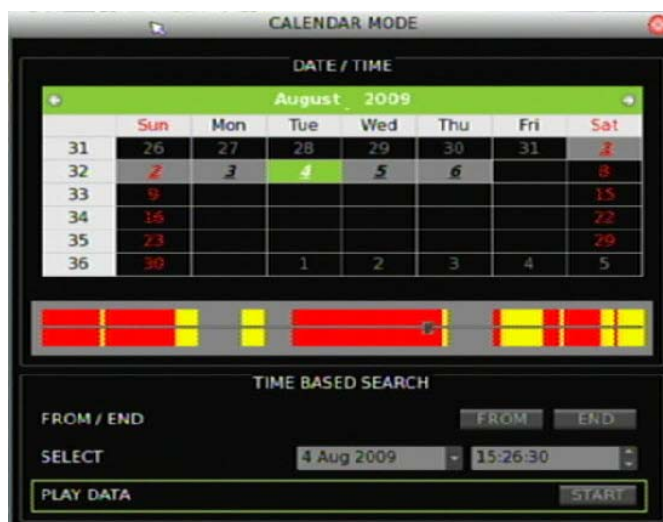 CALENDAR MODE
DATE / TIME
August 2009
Sun Mon Tue Wed Thu Fri Sat
31 26 27 28 29 30 31 1
32 2 3 4 5 6 8
33 9 15
34 16 22
35 23 29
36 30 1 2 3 4 5
TIME BASED SEARCH
FROM / END FROM END
SELECT 4 Aug 2009 15:26:30
PLAY DATA START